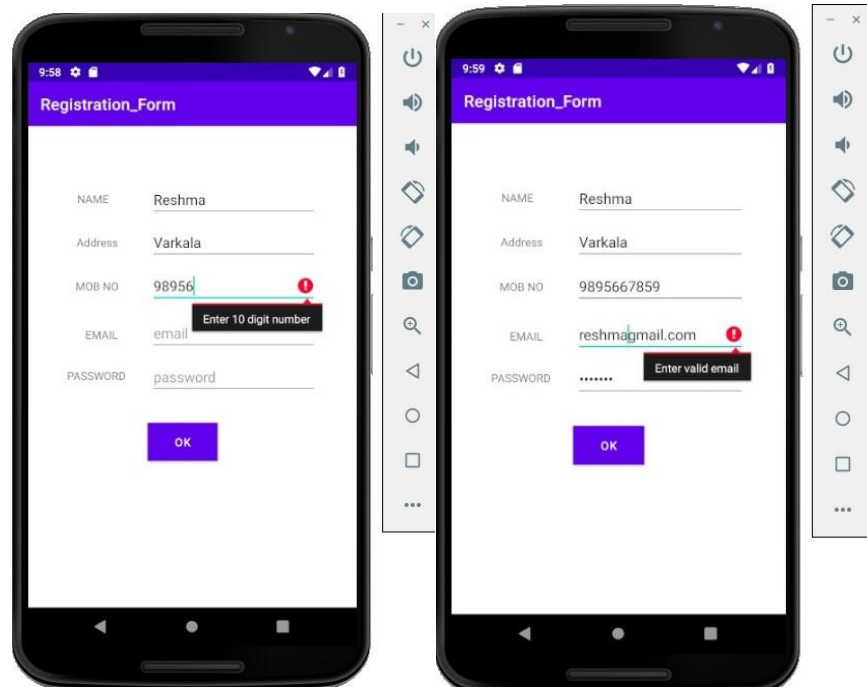 9:58
Registration_Form
NAME Reshma
Address Varkala
MOB NO 98956
Enter 10 digit number
EMAIL email
PASSWORD password
OK
9:59
Registration_Form
NAME Reshma
Address Varkala
MOB NO 9895667859
EMAIL reshmagmail.com
Enter valid email
PASSWORD •••••••
OK